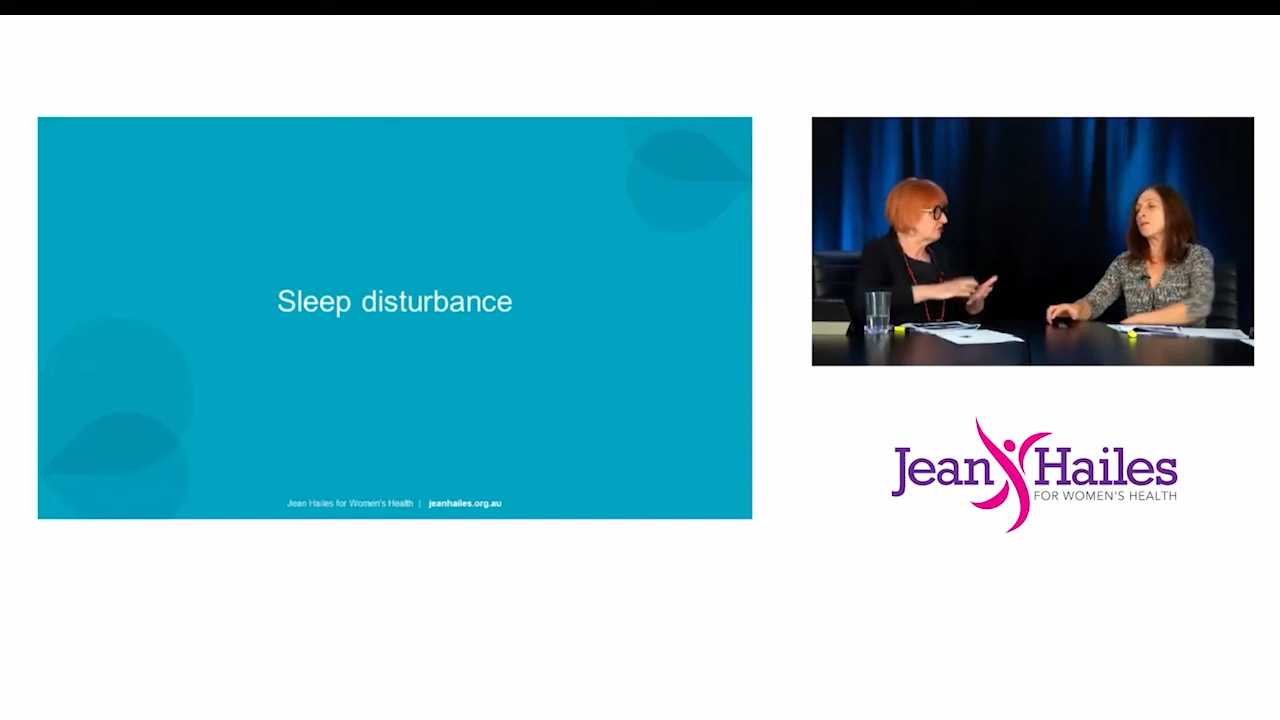 Sleep disturbance
Jean Hailes for Women's Health | jeanhailes.org.au
Jean Hailes
FOR WOMEN'S HEALTH